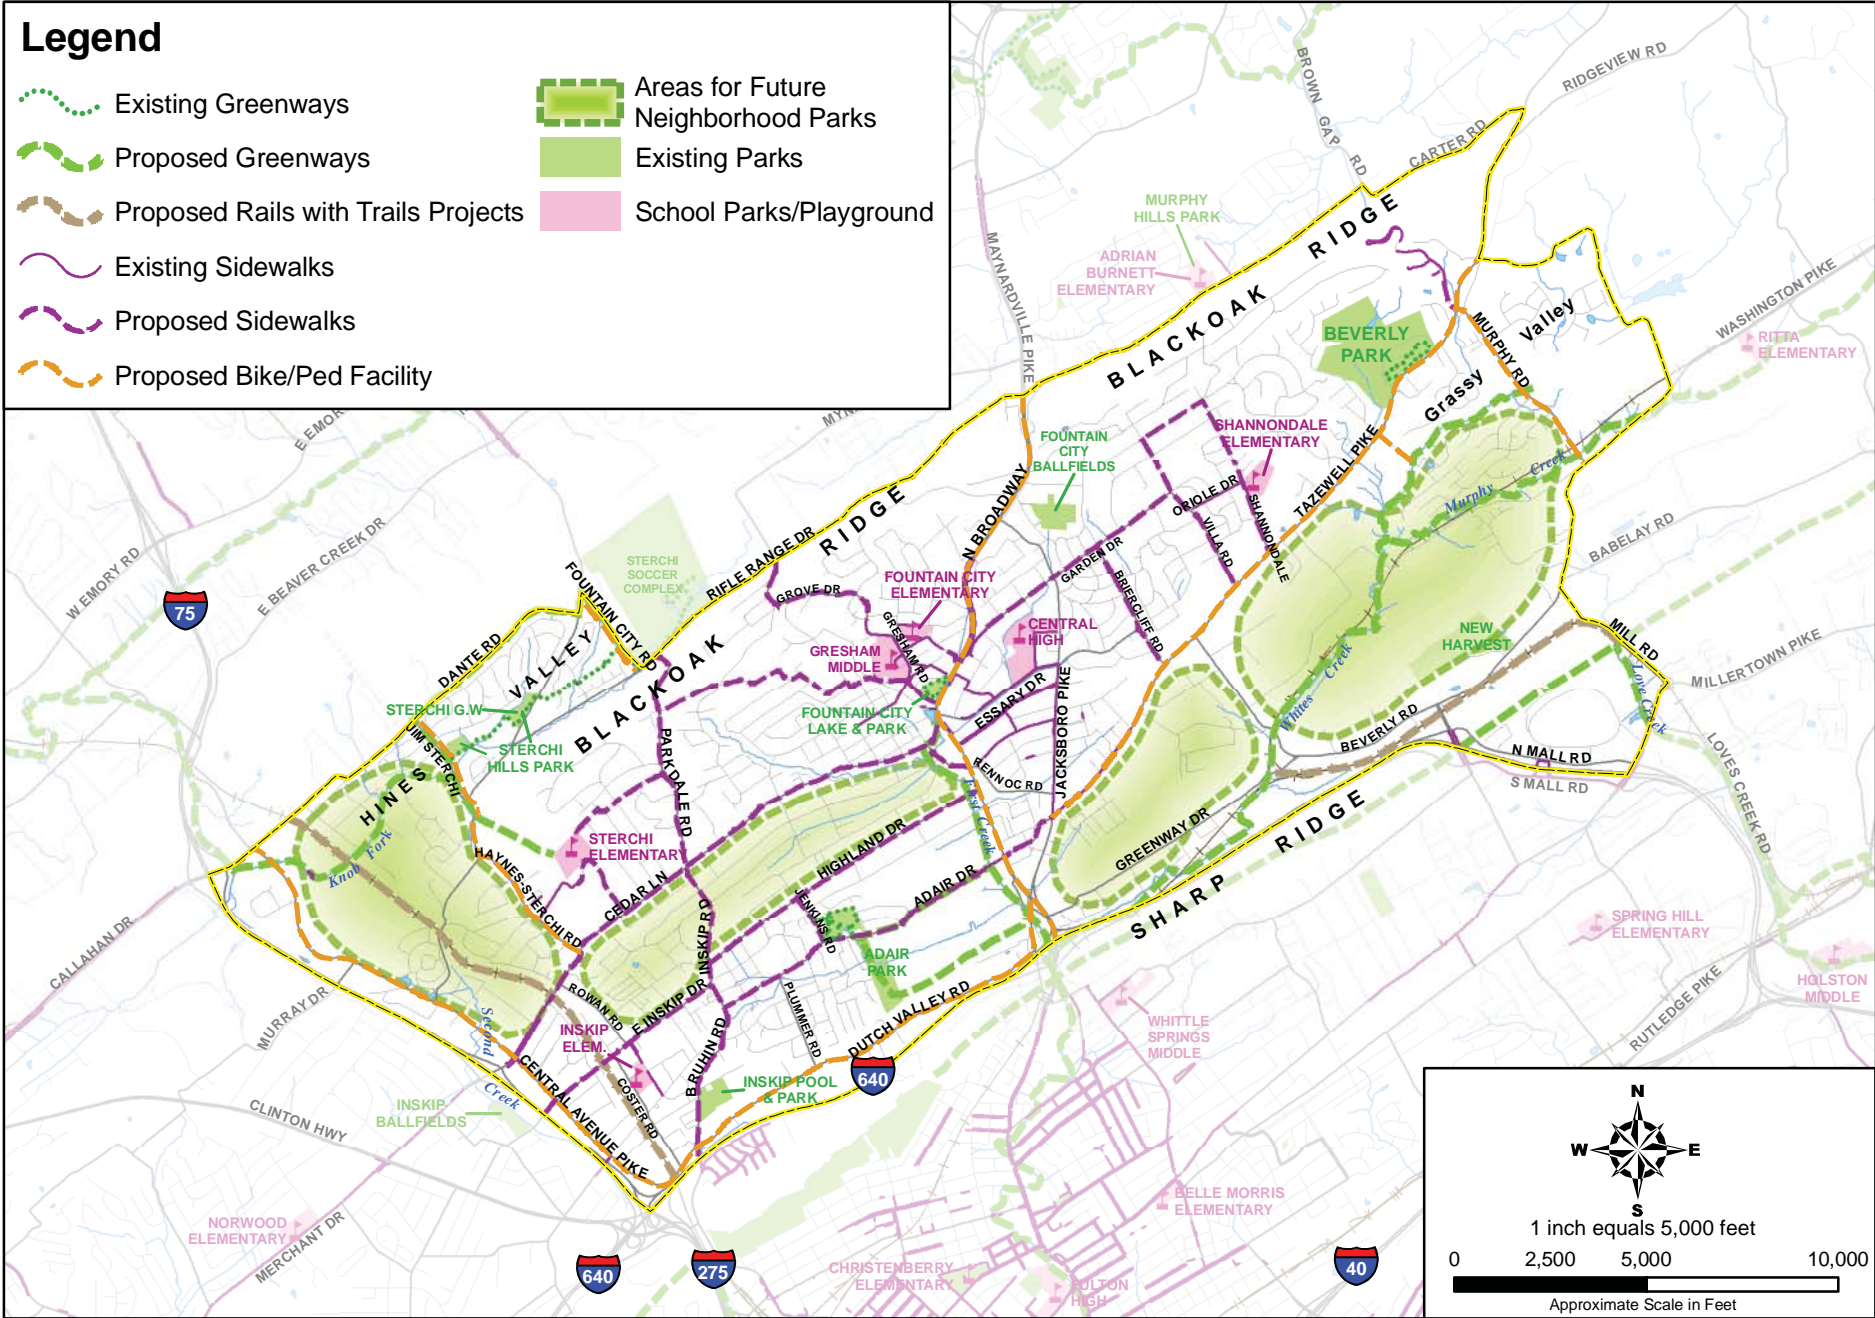 Legend
Existing Greenways
Proposed Greenways
Proposed Rails with Trails Projects
Existing Sidewalks
Proposed Sidewalks
Proposed Bike/Ped Facility
Areas for Future
Neighborhood Parks
Existing Parks
School Parks/Playground
BROWN GAP RD
RIDGEVIEW RD
CARTER RD
MURPHY
HILLS PARK
ADRIAN
BURNETT
ELEMENTARY
MAYNARDVILLE PIKE
BLACKOAK RIDGE
BEVERLY
PARK
MURPHY RD
Grassy Valley
WASHINGTON PIKE
RITTA
ELEMENTARY
E EMORY
W EMORY RD
E BEAVER CREEK DR
75
FOUNTAIN
CITY
BALLFIELDS
SHANNONDALE
ELEMENTARY
TAZEWELL PIKE
ORIOLE DR
VILLA RD
SHANNONDALE
Murphy Creek
BABELAY RD
N BROADWAY
GARDEN DR
BRIERCLIFF RD
STERCHI
SOCCER
COMPLEX
RIFLE RANGE DR
BLACKOAK RIDGE
FOUNTAIN CITY RD
GROVE DR
FOUNTAIN CITY
ELEMENTARY
GRESHAM RD
GRESHAM
MIDDLE
CENTRAL
HIGH
DANTE RD
HINES VALLEY
STERCHI G.W
STERCHI
HILLS PARK
JIM STERCHI
FOUNTAIN CITY
LAKE & PARK
ESSARY DR
JACKSBORO PIKE
RENNOC RD
First Creek
NEW
HARVEST
MILL RD
MILLERTOWN PIKE
Whites Creek
Love Creek
BEVERLY RD
N MALL RD
S MALL RD
LOVES CREEK RD
PARKDALE RD
STERCHI
ELEMENTARY
HAYNES-STERCHI RD
CEDAR LN
HIGHLAND DR
JENKINS RD
ADAIR DR
ADAIR
PARK
GREENWAY DR
SHARP RIDGE
Knob Fork
CALLAHAN DR
MURRAY DR
Second Creek
ROWAN RD
INSKIP RD
E INSKIP DR
INSKIP
ELEM.
B RUHIN RD
PLUMMER RD
DUTCH VALLEY RD
640
INSKIP POOL
& PARK
COSTER RD
CENTRAL AVENUE PIKE
INSKIP
BALLFIELDS
CLINTON HWY
NORWOOD
ELEMENTARY
MERCHANT DR
640
275
WHITTLE
SPRINGS
MIDDLE
SPRING HILL
ELEMENTARY
HOLSTON
MIDDLE
RUTLEDGE PIKE
BELLE MORRIS
ELEMENTARY
CHRISTENBERRY
ELEMENTARY
FULTON
HIGH
40
N
W E
S
1 inch equals 5,000 feet
0 2,500 5,000 10,000
Approximate Scale in Feet